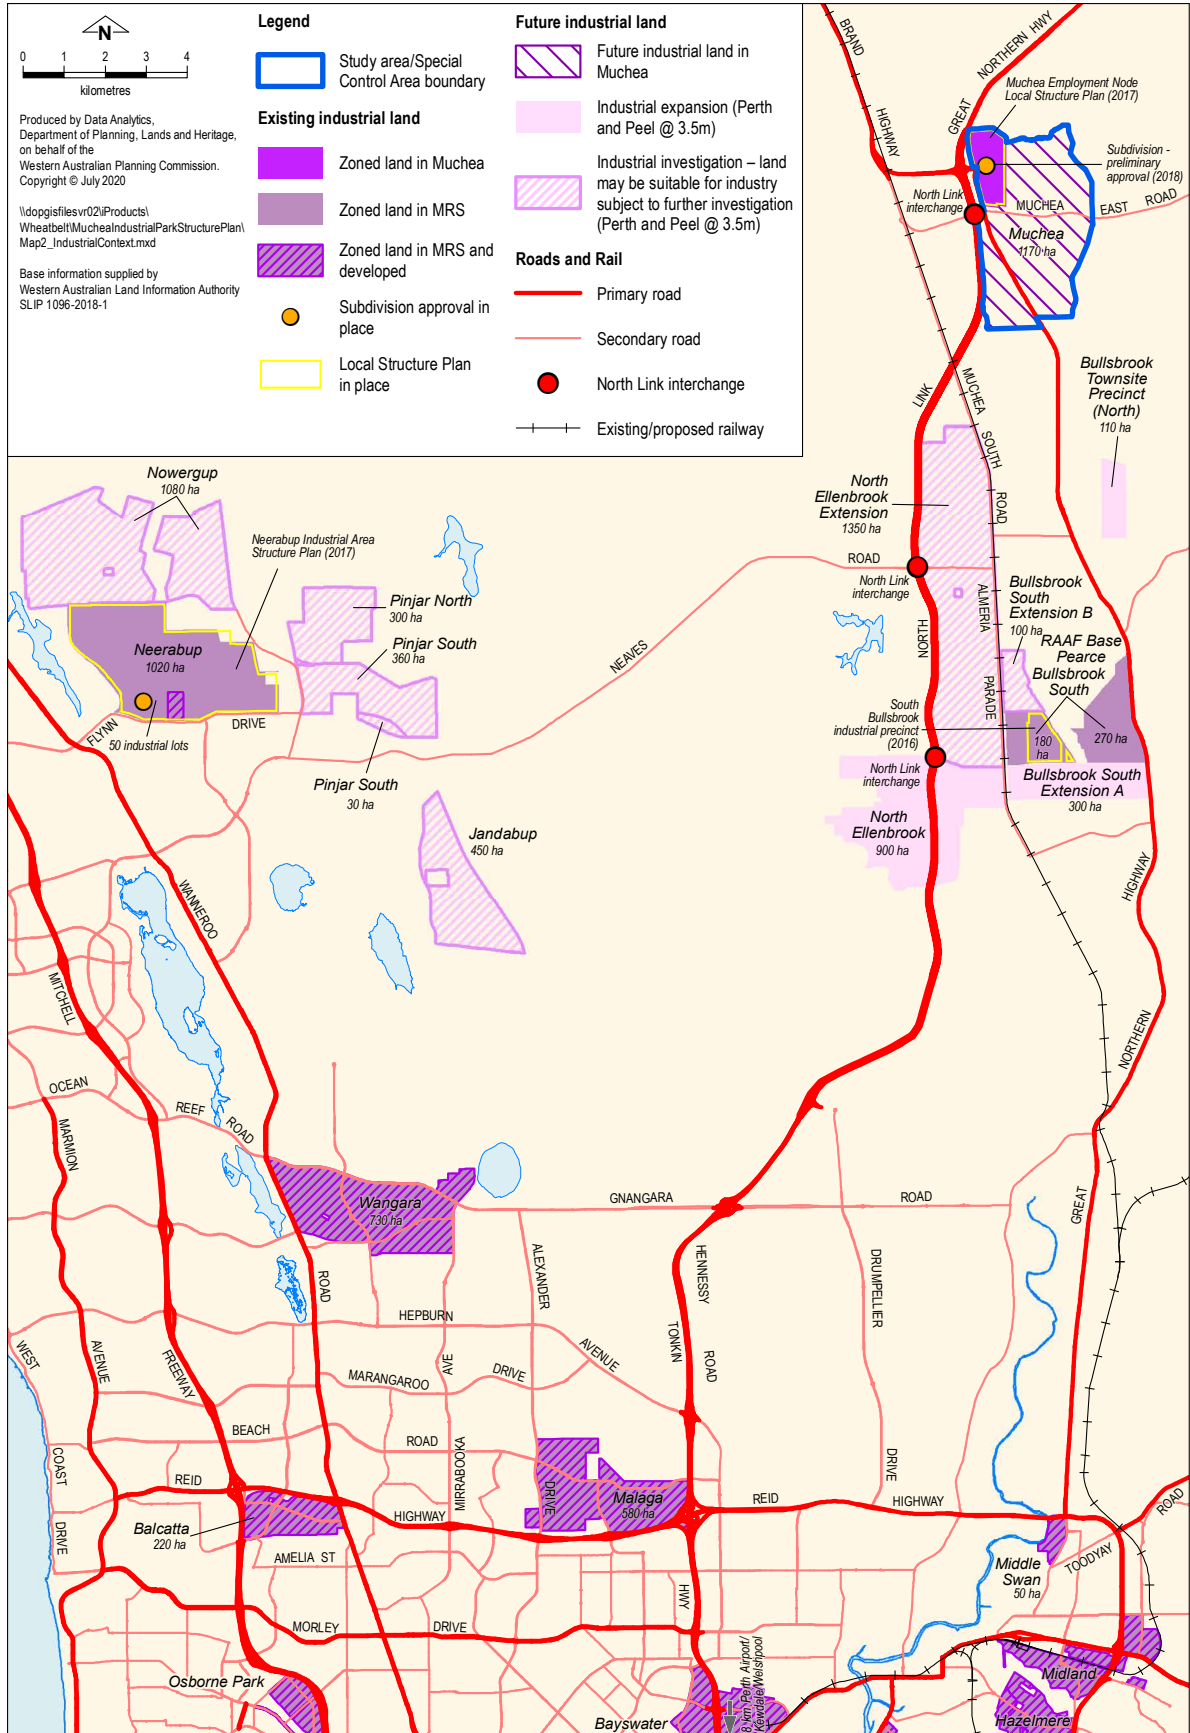 N
0 1 2 3 4
kilometres
Produced by Data Analytics,
Department of Planning, Lands and Heritage,
on behalf of the
Western Australian Planning Commission.
Copyright © July 2020
\\dopgisfilesvr02\iProducts\
Wheatbelt\MucheaIndustrialParkStructurePlan\
Map2_IndustrialContext.mxd
Base information supplied by
Western Australian Land Information Authority
SLIP 1096-2018-1
Legend
Study area/Special
Control Area boundary
Existing industrial land
Zoned land in Muchea
Zoned land in MRS
Zoned land in MRS and
developed
Subdivision approval in
place
Local Structure Plan
in place
Future industrial land
Future industrial land in
Muchea
Industrial expansion (Perth
and Peel @ 3.5m)
Industrial investigation – land
may be suitable for industry
subject to further investigation
(Perth and Peel @ 3.5m)
Roads and Rail
Primary road
Secondary road
North Link interchange
Existing/proposed railway
BRAND
HIGHWAY
GREAT
NORTHERN HWY
Muchea Employment Node
Local Structure Plan (2017)
Subdivision -
preliminary
approval (2018)
North Link
interchange
MUCHEA
EAST
ROAD
Muchea
1170 ha
LINK
MUCHEA
SOUTH
ROAD
Bullsbrook
Townsite
Precinct
(North)
110 ha
North
Ellenbrook
Extension
1350 ha
Nowergup
1080 ha
Neerabup Industrial Area
Structure Plan (2017)
Pinjar North
300 ha
Pinjar South
360 ha
Neerabup
1020 ha
FLYNN
DRIVE
50 industrial lots
Pinjar South
30 ha
NEAVES
ROAD
North Link
interchange
NORTH
ALMERIA
PARADE
Bullsbrook
South
Extension B
100 ha
RAAF Base
Pearce
Bullsbrook
South
180
ha
270 ha
South
Bullsbrook
industrial precinct
(2016)
North Link
interchange
Bullsbrook South
Extension A
300 ha
North
Ellenbrook
900 ha
Jandabup
450 ha
WANNEROO
HIGHWAY
MITCHELL
NORTHERN
OCEAN
REEF
ROAD
MARMION
Wangara
730 ha
GNANGARA
ROAD
GREAT
ALEXANDER
HENNESSY
DRUMPELLIER
ROAD
HEPBURN
AVENUE
WEST
AVENUE
FREEWAY
AVE
MARANGAROO
DRIVE
TONKIN
ROAD
BEACH
ROAD
MIRRABOOKA
COAST
DRIVE
REID
HIGHWAY
DRIVE
Malaga
580 ha
REID
HIGHWAY
DRIVE
ROAD
Balcatta
220 ha
AMELIA ST
TOODYAY
Middle
Swan
50 ha
HWY
MORLEY
DRIVE
Osborne Park
Bayswater
8 km Perth Airport/
Kewdale/Welshpool
Midland
Hazelmere